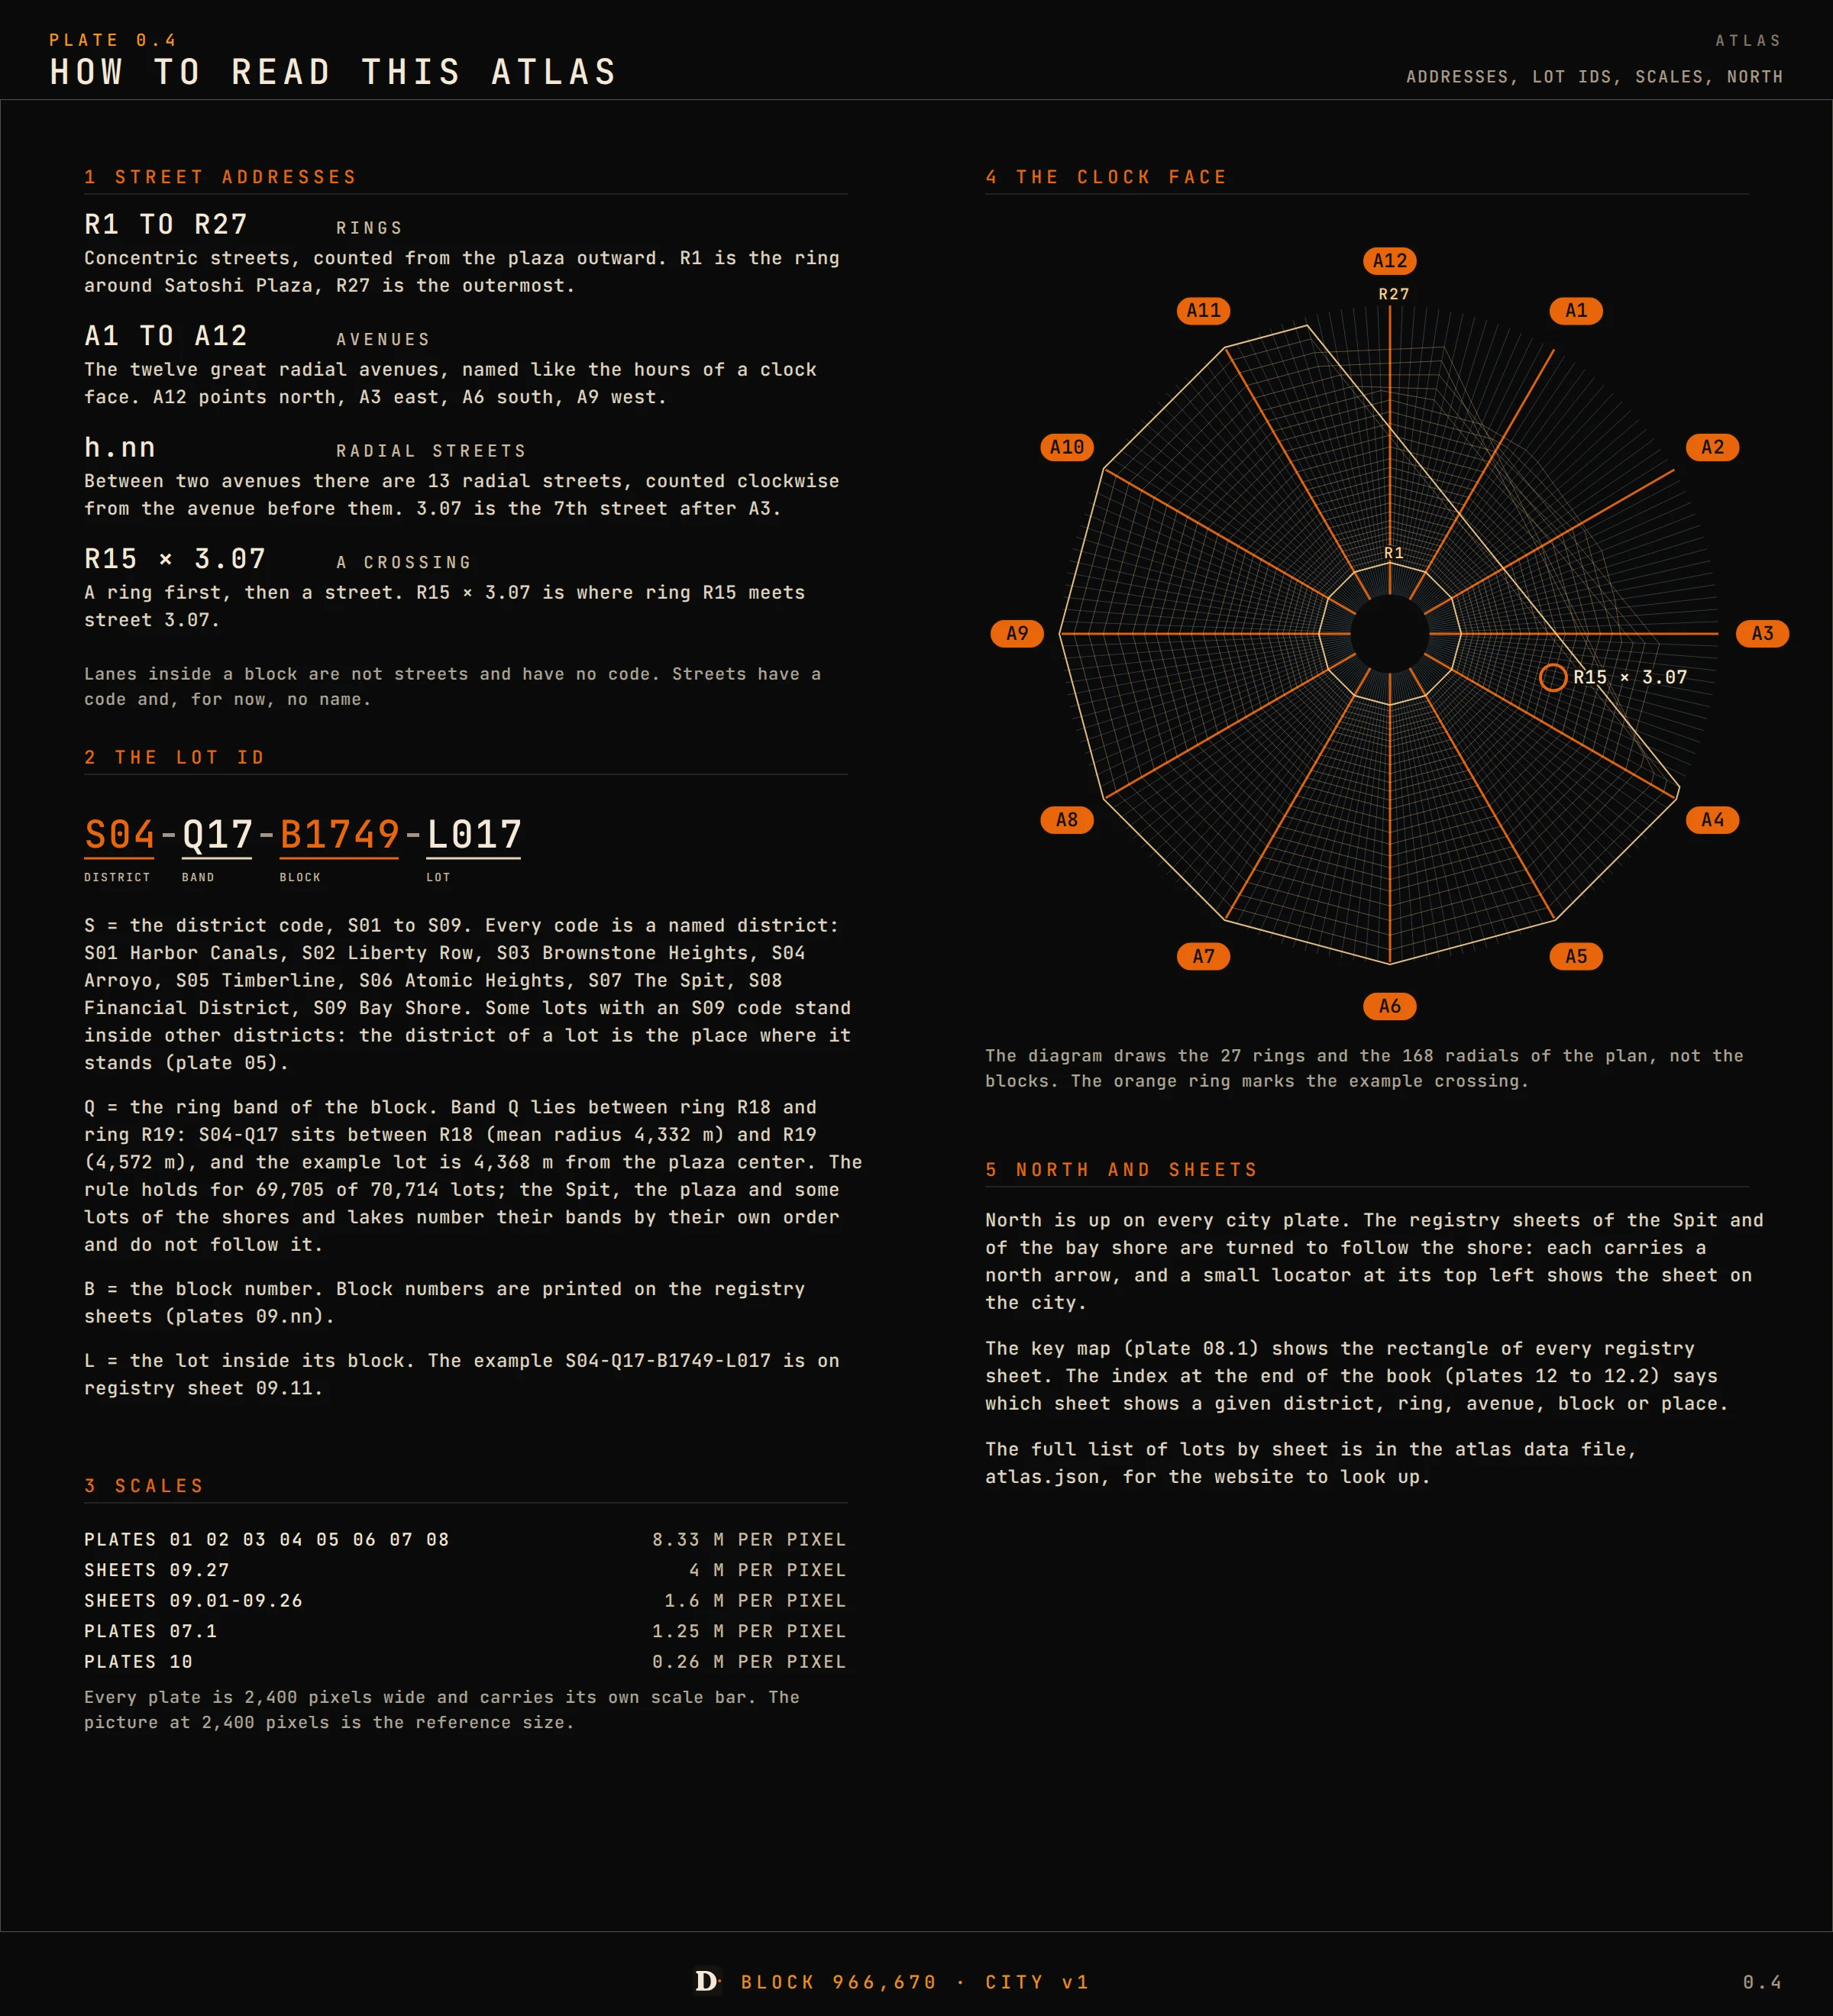 PLATE 0.4
HOW TO READ THIS ATLAS
ATLAS
ADDRESSES, LOT IDS, SCALES, NORTH
1 STREET ADDRESSES
R1 TO R27 RINGS
Concentric streets, counted from the plaza outward. R1 is the ring
around Satoshi Plaza, R27 is the outermost.
A1 TO A12 AVENUES
The twelve great radial avenues, named like the hours of a clock
face. A12 points north, A3 east, A6 south, A9 west.
h.nn RADIAL STREETS
Between two avenues there are 13 radial streets, counted clockwise
from the avenue before them. 3.07 is the 7th street after A3.
R15 × 3.07 A CROSSING
A ring first, then a street. R15 × 3.07 is where ring R15 meets
street 3.07.
Lanes inside a block are not streets and have no code. Streets have a
code and, for now, no name.
2 THE LOT ID
S04-Q17-B1749-L017
DISTRICT BAND BLOCK LOT
S = the district code, S01 to S09. Every code is a named district:
S01 Harbor Canals, S02 Liberty Row, S03 Brownstone Heights, S04
Arroyo, S05 Timberline, S06 Atomic Heights, S07 The Spit, S08
Financial District, S09 Bay Shore. Some lots with an S09 code stand
inside other districts: the district of a lot is the place where it
stands (plate 05).
Q = the ring band of the block. Band Q lies between ring R18 and
ring R19: S04-Q17 sits between R18 (mean radius 4,332 m) and R19
(4,572 m), and the example lot is 4,368 m from the plaza center. The
rule holds for 69,705 of 70,714 lots; the Spit, the plaza and some
lots of the shores and lakes number their bands by their own order
and do not follow it.
B = the block number. Block numbers are printed on the registry
sheets (plates 09.nn).
L = the lot inside its block. The example S04-Q17-B1749-L017 is on
registry sheet 09.11.
3 SCALES
PLATES 01 02 03 04 05 06 07 08 8.33 M PER PIXEL
SHEETS 09.27 4 M PER PIXEL
SHEETS 09.01-09.26 1.6 M PER PIXEL
PLATES 07.1 1.25 M PER PIXEL
PLATES 10 0.26 M PER PIXEL
Every plate is 2,400 pixels wide and carries its own scale bar. The
picture at 2,400 pixels is the reference size.
4 THE CLOCK FACE
A12
R27
A11
A1
A10
A2
R1
A9
A3
R15 × 3.07
A8
A4
A7
A5
A6
The diagram draws the 27 rings and the 168 radials of the plan, not the
blocks. The orange ring marks the example crossing.
5 NORTH AND SHEETS
North is up on every city plate. The registry sheets of the Spit and
of the bay shore are turned to follow the shore: each carries a
north arrow, and a small locator at its top left shows the sheet on
the city.
The key map (plate 08.1) shows the rectangle of every registry
sheet. The index at the end of the book (plates 12 to 12.2) says
which sheet shows a given district, ring, avenue, block or place.
The full list of lots by sheet is in the atlas data file,
atlas.json, for the website to look up.
D BLOCK 966,670 · CITY v1
0.4